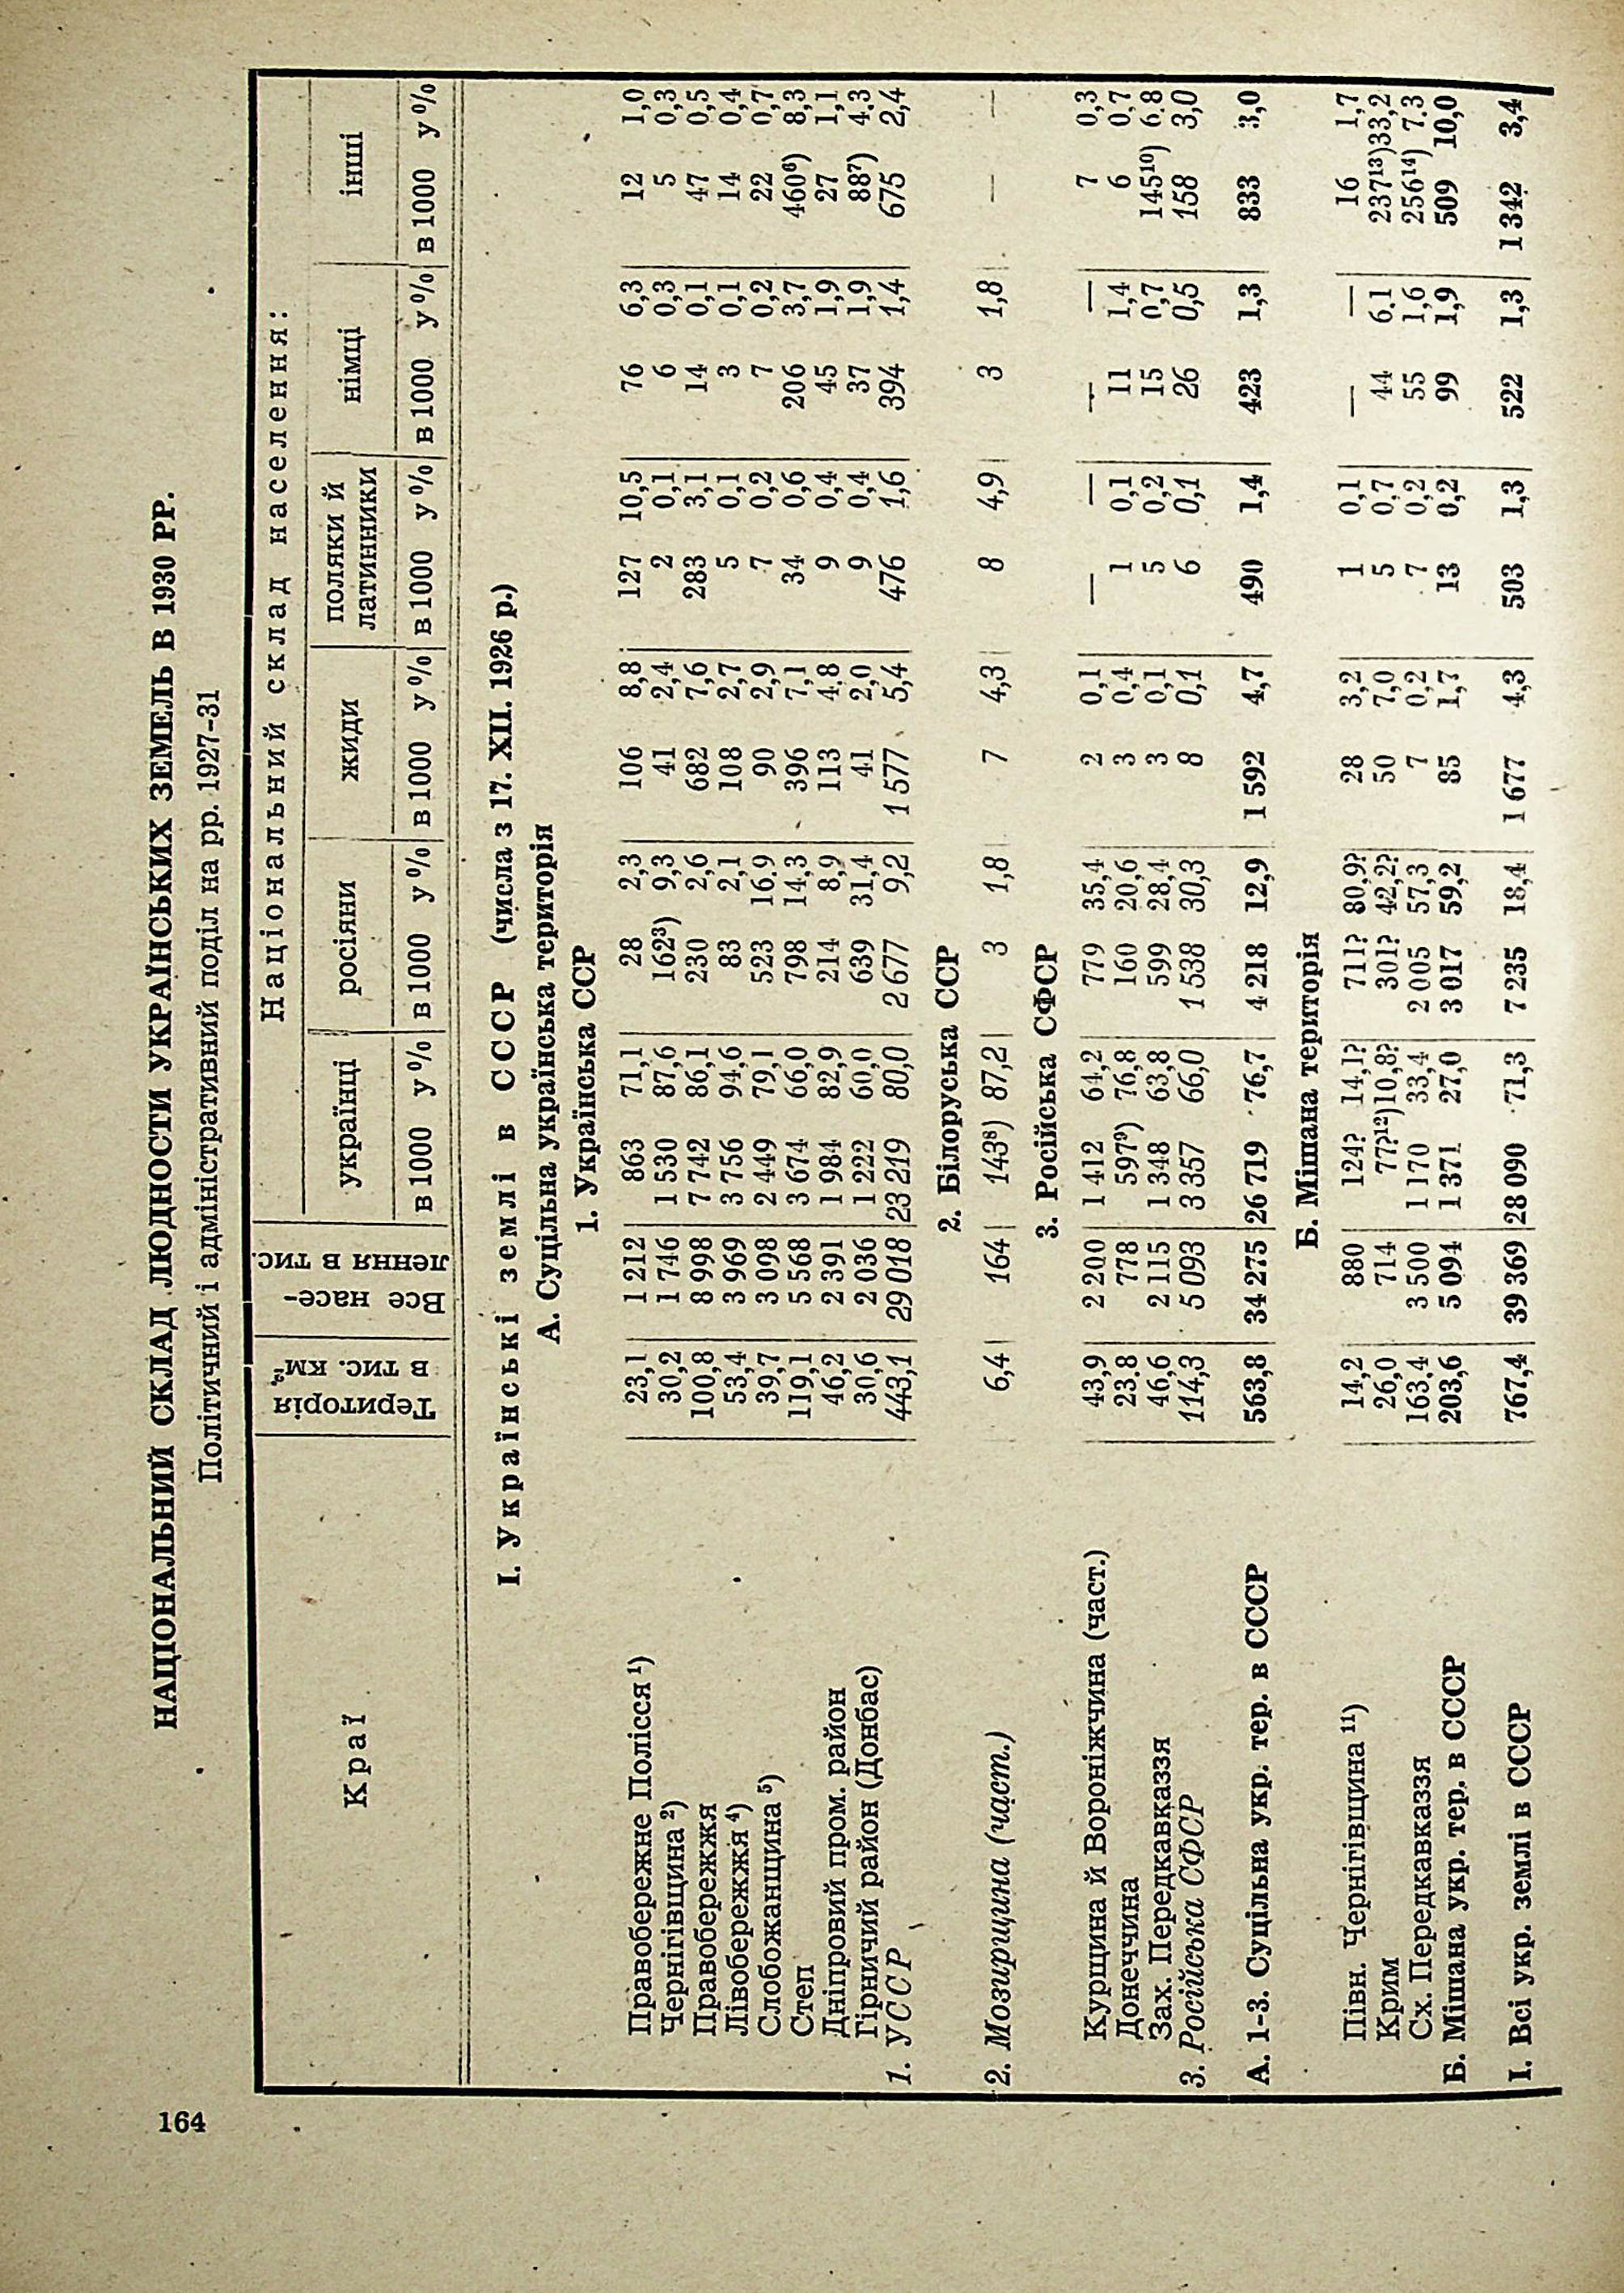 164
НАЦІОНАЛЬНИЙ СКЛАД ЛЮДНОСТИ УКРАЇНСЬКИХ ЗЕМЕЛЬ В 1930 РР.
Політичний і адміністративний поділ на рр. 1927-31
Краї Територія в тис. км² Все насе-лення в тис. Національний склад населення:
українці росіяни жиди поляки й латинники німці інші
в 1000 у% в 1000 у% в 1000 у% в 1000 у% в 1000 у% в 1000 у%
I. Українські землі в СССР (числа з 17. XII. 1926 р.)
А. Суцільна українська територія
1. Українська ССР
Правобережне Полісся ¹) 23,1 1 212 863 71,1 28 2,3 106 8,8 127 10,5 76 6,3 12 1,0
Чернігівщина ²) 30,2 1 746 1 530 87,6 162³) 9,3 41 2,4 2 0,1 6 0,3 5 0,3
Правобережжя 100,8 8 998 7 742 86,1 230 2,6 682 7,6 283 3,1 14 0,1 47 0,5
Лівобережжя ⁴) 53,4 3 969 3 756 94,6 83 2,1 108 2,7 5 0,1 3 0,1 14 0,4
Слобожанщина ⁵) 39,7 3 098 2 449 79,1 523 16.9 90 2,9 7 0,2 7 0,2 22 0,7
Степ 119,1 5 568 3 674 66,0 798 14,3 396 7,1 34 0,6 206 3,7 460⁶) 8,3
Дніпровий пром. район 46,2 2 391 1 984 82,9 214 8,9 113 4,8 9 0,4 45 1,9 27 1,1
Гірничий район (Донбас) 30,6 2 036 1 222 60,0 639 31,4 41 2,0 9 0,4 37 1,9 88⁷) 4.3
1. УССР 443,1 29 018 23 219 80,0 2 677 9,2 1 577 5,4 476 1,6 394 1,4 675 2,4
2. Білоруська ССР
2. Мозирщина (част.) 6,4 164 143⁸) 87,2 3 1,8 7 4,3 8 4,9 3 1,8 — —
3. Російська СФСР
Курщина й Вороніжчина (част.) 43,9 2 200 1 412 64,2 779 35,4 2 0,1 — — — — 7 0,3
Донеччина 23.8 778 597⁹) 76,8 160 20,6 3 0,4 1 0,1 11 1,4 6 0,7
Зах. Передкавказзя 46,6 2 115 1 348 63,8 599 28,4 3 0,1 5 0,2 15 0,7 145¹⁰) 6.8
3. Російська СФСР 114,3 5 093 3 357 66,0 1 538 30,3 8 0,1 6 0,1 26 0,5 158 3,0
А. 1-3. Суцільна укр. тер. в СССР 563,8 34 275 26 719 76,7 4 218 12,9 1 592 4,7 490 1,4 423 1,3 833 3,0
Б. Мішана територія
Півн. Чернігівщина ¹¹) 14,2 880 124? 14,1? 711? 80,9? 28 3,2 1 0,1 — — 16 1,7
Крим 26,0 714 77?¹²) 10,8? 301? 42,2? 50 7,0 5 0,7 44 6.1 237¹³) 33,2
Сх. Передкавказзя 163.4 3 500 1 170 33,4 2 005 57,3 7 0,2 7 0,2 55 1,6 256¹⁴) 7.3
Б. Мішана укр. тер. в СССР 203,6 5 094 1 371 27,0 3 017 59,2 85 1,7 13 0,2 99 1,9 509 10,0
I. Всі укр. землі в СССР 767,4 39 369 28 090 71,3 7 235 18,4 1 677 4,3 503 1,3 522 1,3 1 342 3,4